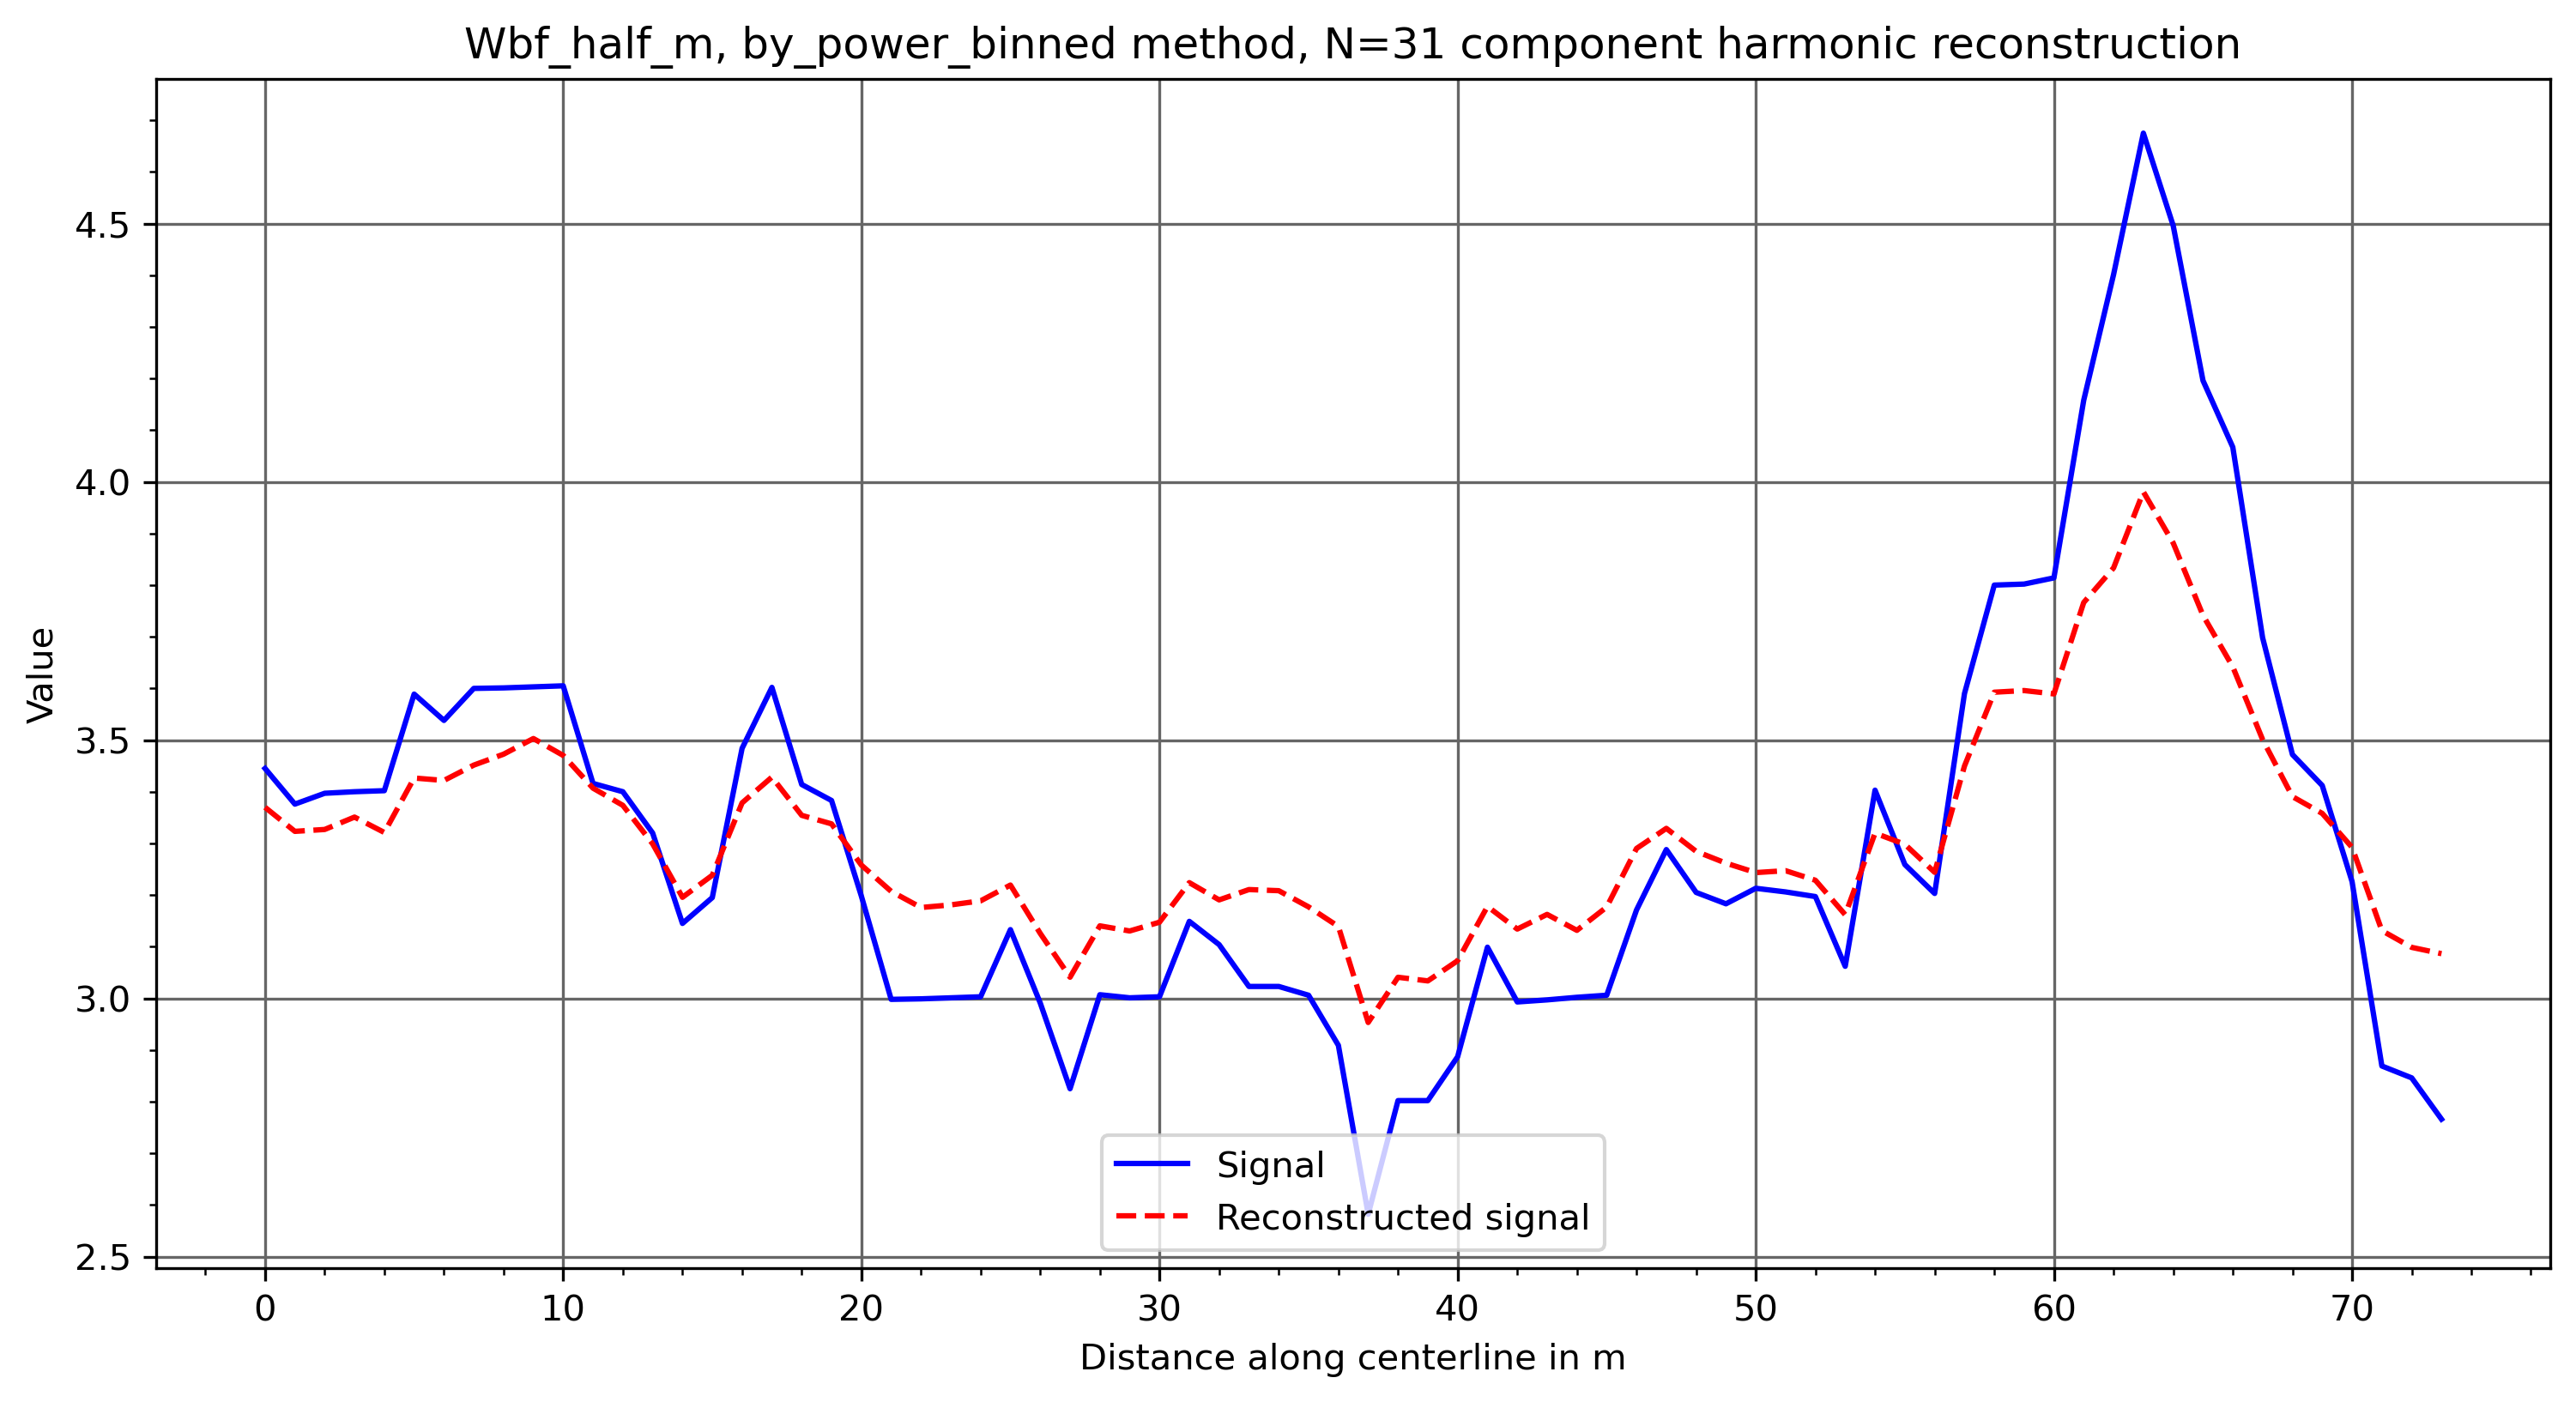 Wbf_half_m, by_power_binned method, N=31 component harmonic reconstruction
Value
4.5
4.0
3.5
3.0
2.5
Signal
Reconstructed signal
0 10 20 30 40 50 60 70
Distance along centerline in m